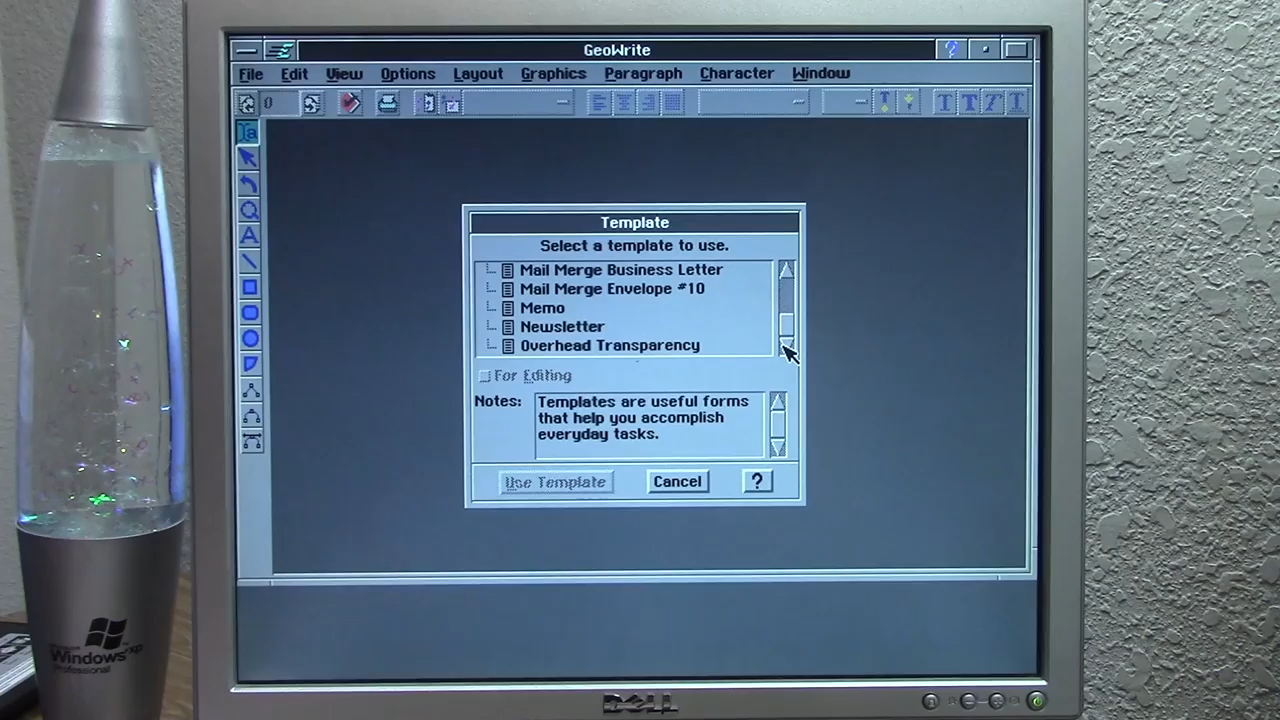 GeoWrite
File Edit View Options Layout Graphics Paragraph Character Window
0
Template
Select a template to use.
Mail Merge Business Letter
Mail Merge Envelope #10
Memo
Newsletter
Overhead Transparency
For Editing
Notes: Templates are useful forms
that help you accomplish
everyday tasks.
Use Template Cancel ?
DELL
Windows xp
Professional